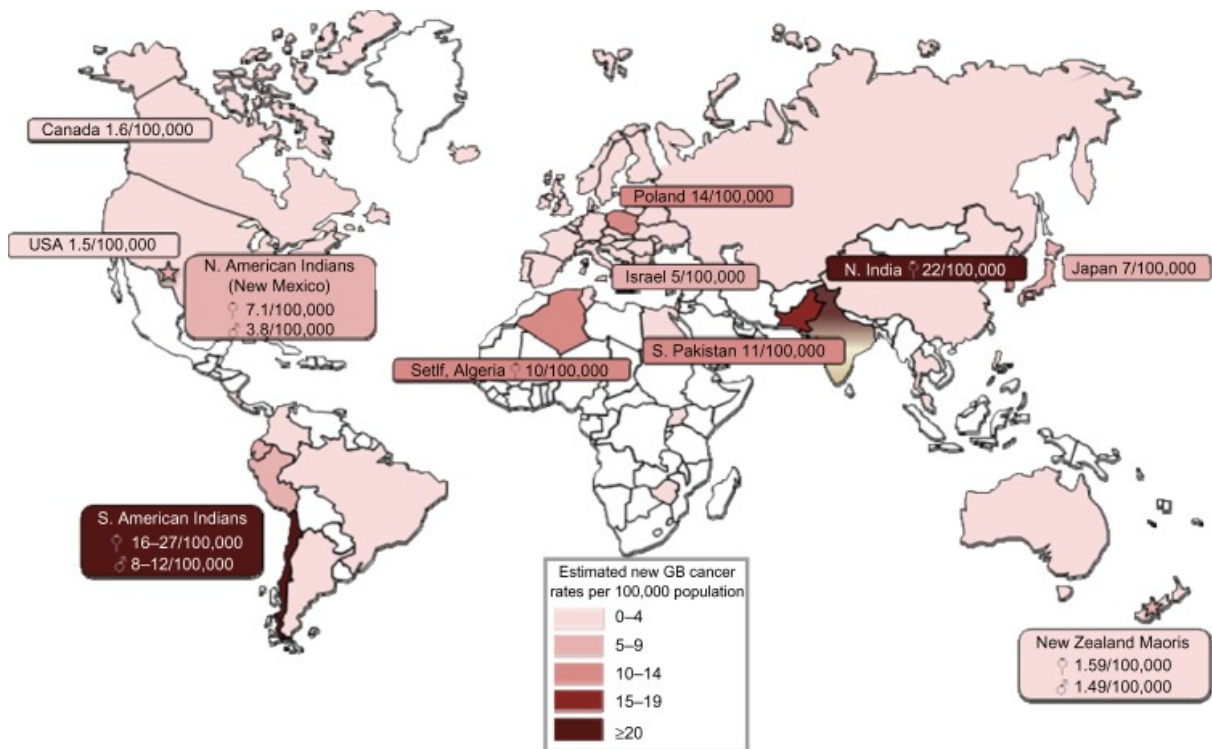 Canada 1.6/100,000
USA 1.5/100,000
N. American Indians
(New Mexico)
♀ 7.1/100,000
♂ 3.8/100,000
Poland 14/100,000
Israel 5/100,000
N. India ♀ 22/100,000
Japan 7/100,000
S. Pakistan 11/100,000
SetIf, Algeria ♀ 10/100,000
S. American Indians
♀ 16–27/100,000
♂ 8–12/100,000
Estimated new GB cancer
rates per 100,000 population
0–4
5–9
10–14
15–19
≥20
New Zealand Maoris
♀ 1.59/100,000
♂ 1.49/100,000